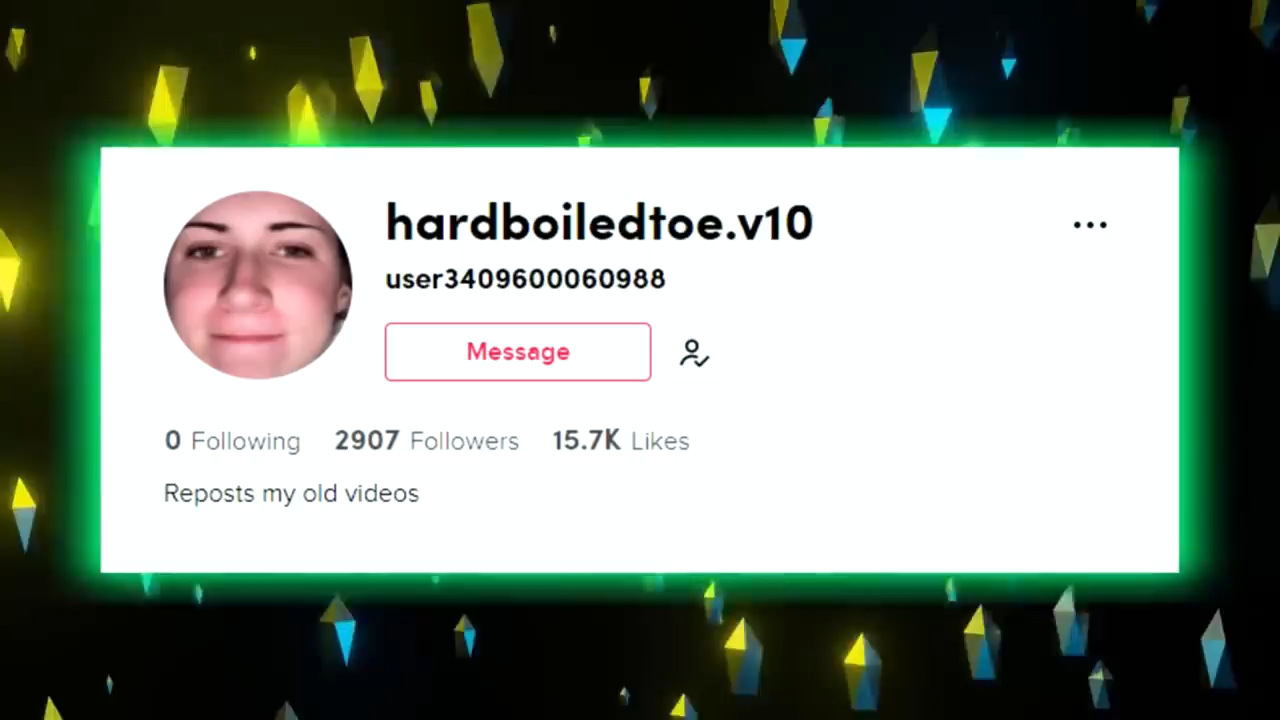 hardboiledtoe.v10
user3409600060988
Message
0 Following 2907 Followers 15.7K Likes
Reposts my old videos